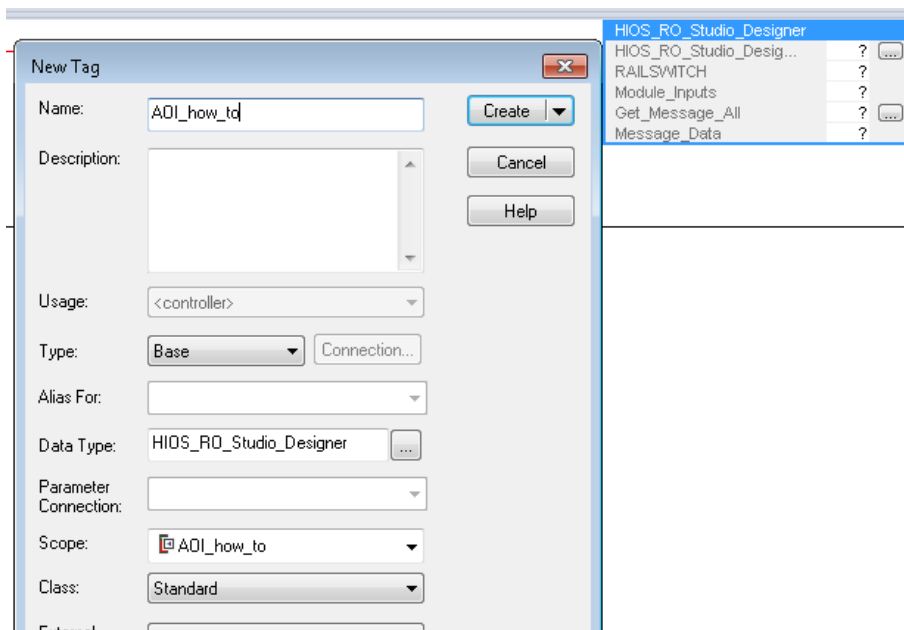 New Tag
Name:
AOI_how_to
Create
Description:
Cancel
Help
Usage:
<controller>
Type:
Base
Connection...
Alias For:
Data Type:
HIOS_RO_Studio_Designer
...
Parameter
Connection:
Scope:
AOI_how_to
Class:
Standard
External
HIOS_RO_Studio_Designer
HIOS_RO_Studio_Desig... ? ...
RAILSWITCH ?
Module_Inputs ?
Get_Message_All ? ...
Message_Data ?